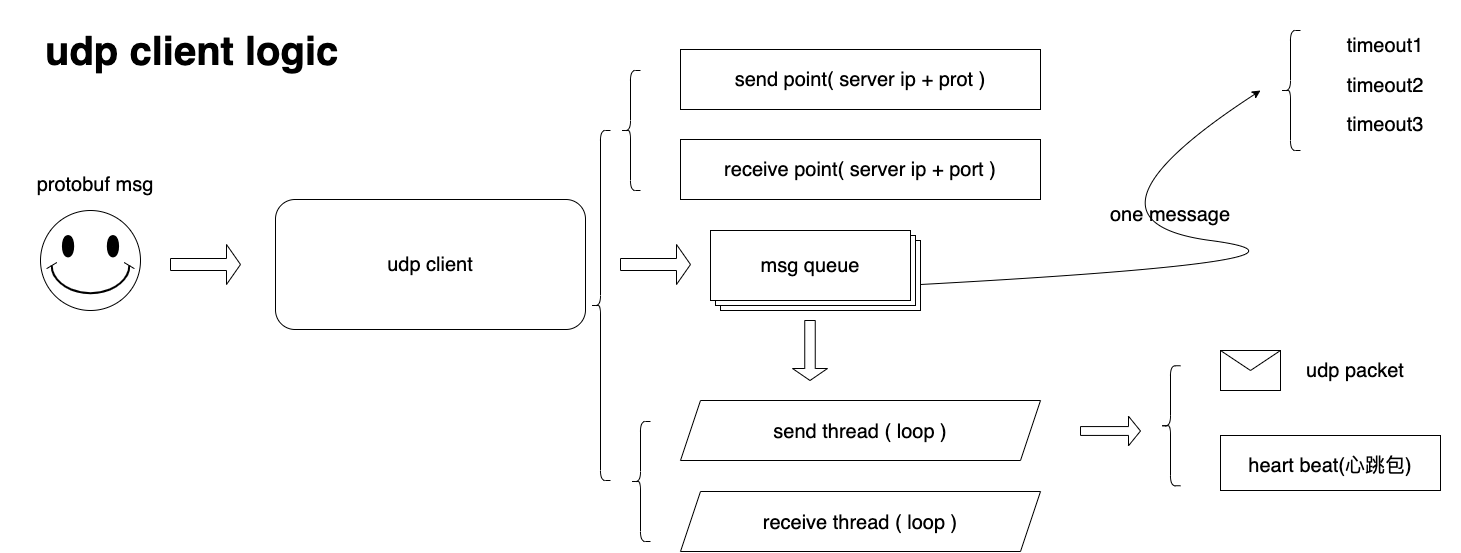 udp client logic
protobuf msg
udp client
send point( server ip + prot )
receive point( server ip + port )
msg queue
one message
timeout1
timeout2
timeout3
send thread ( loop )
receive thread ( loop )
udp packet
heart beat(心跳包)